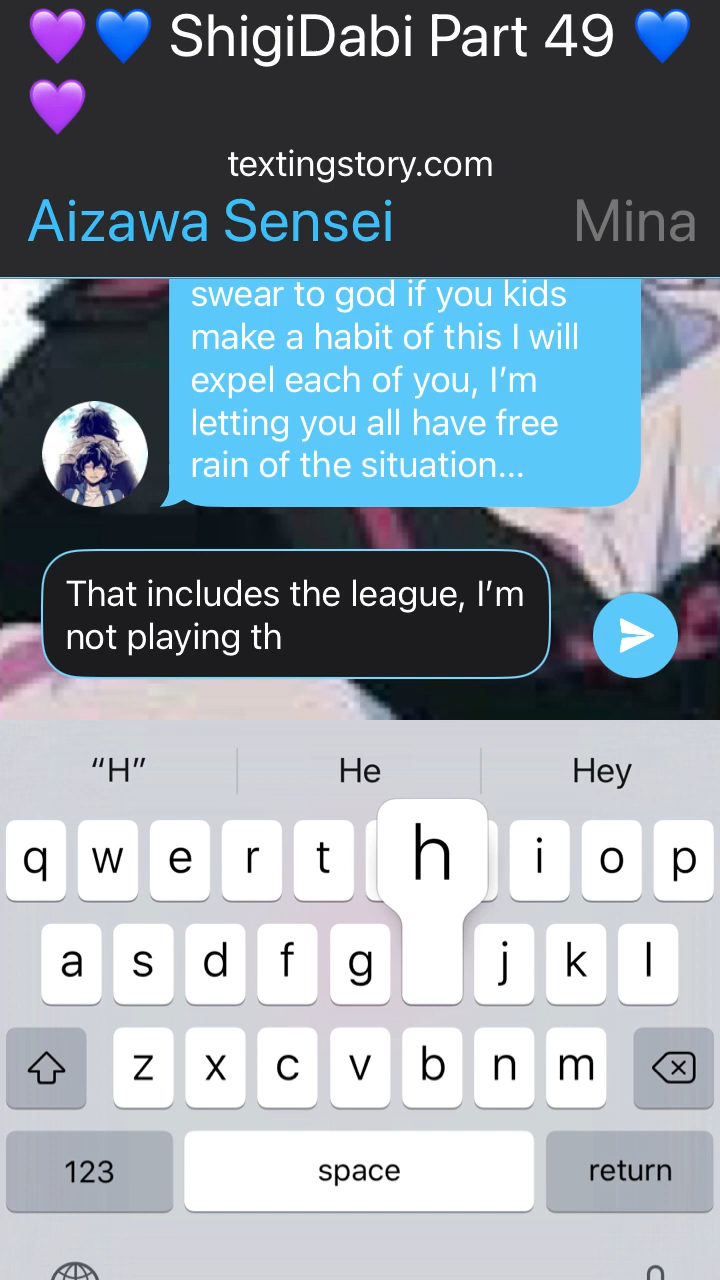 💜💙 ShigiDabi Part 49 💙
💜
textingstory.com
Aizawa Sensei Mina
swear to god if you kids
make a habit of this I will
expel each of you, I’m
letting you all have free
rain of the situation...
That includes the league, I’m
not playing th
“H” He Hey
q w e r t h i o p
a s d f g j k l
z x c v b n m
123 space return